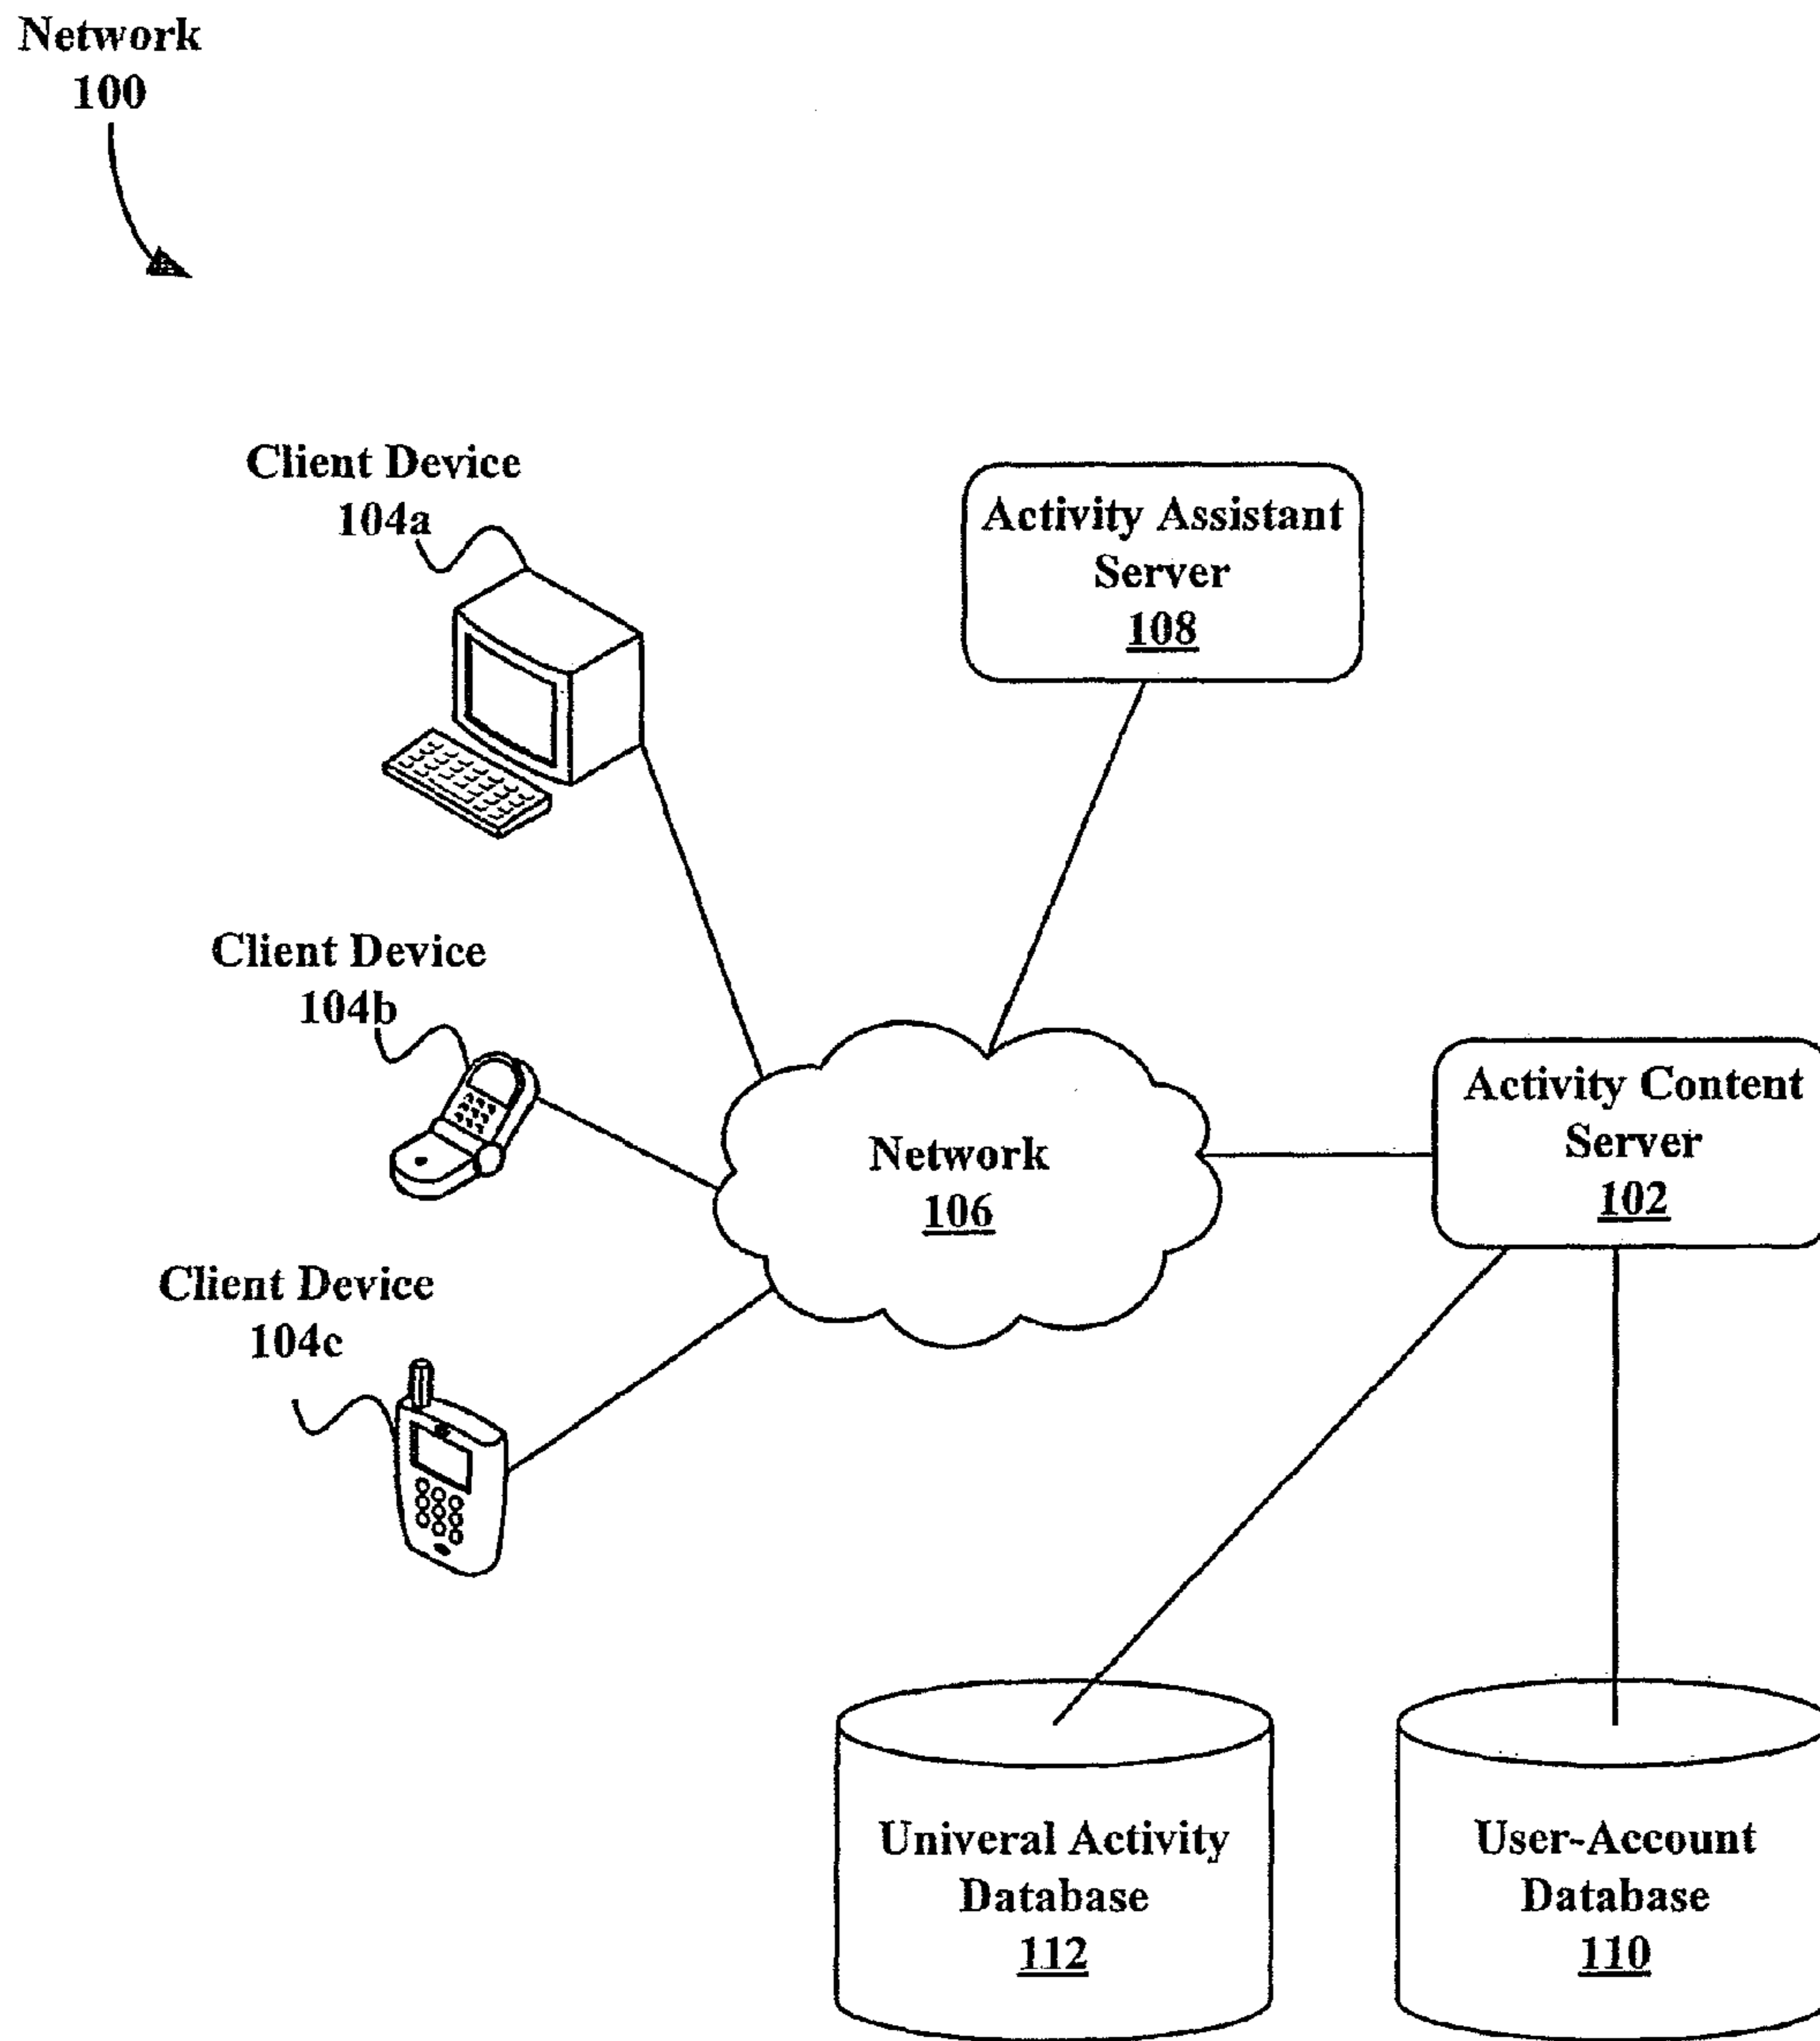 Network
100
Client Device
104a
Activity Assistant
Server
108
Client Device
104b
Network
106
Activity Content
Server
102
Client Device
104c
Univeral Activity
Database
112
User-Account
Database
110